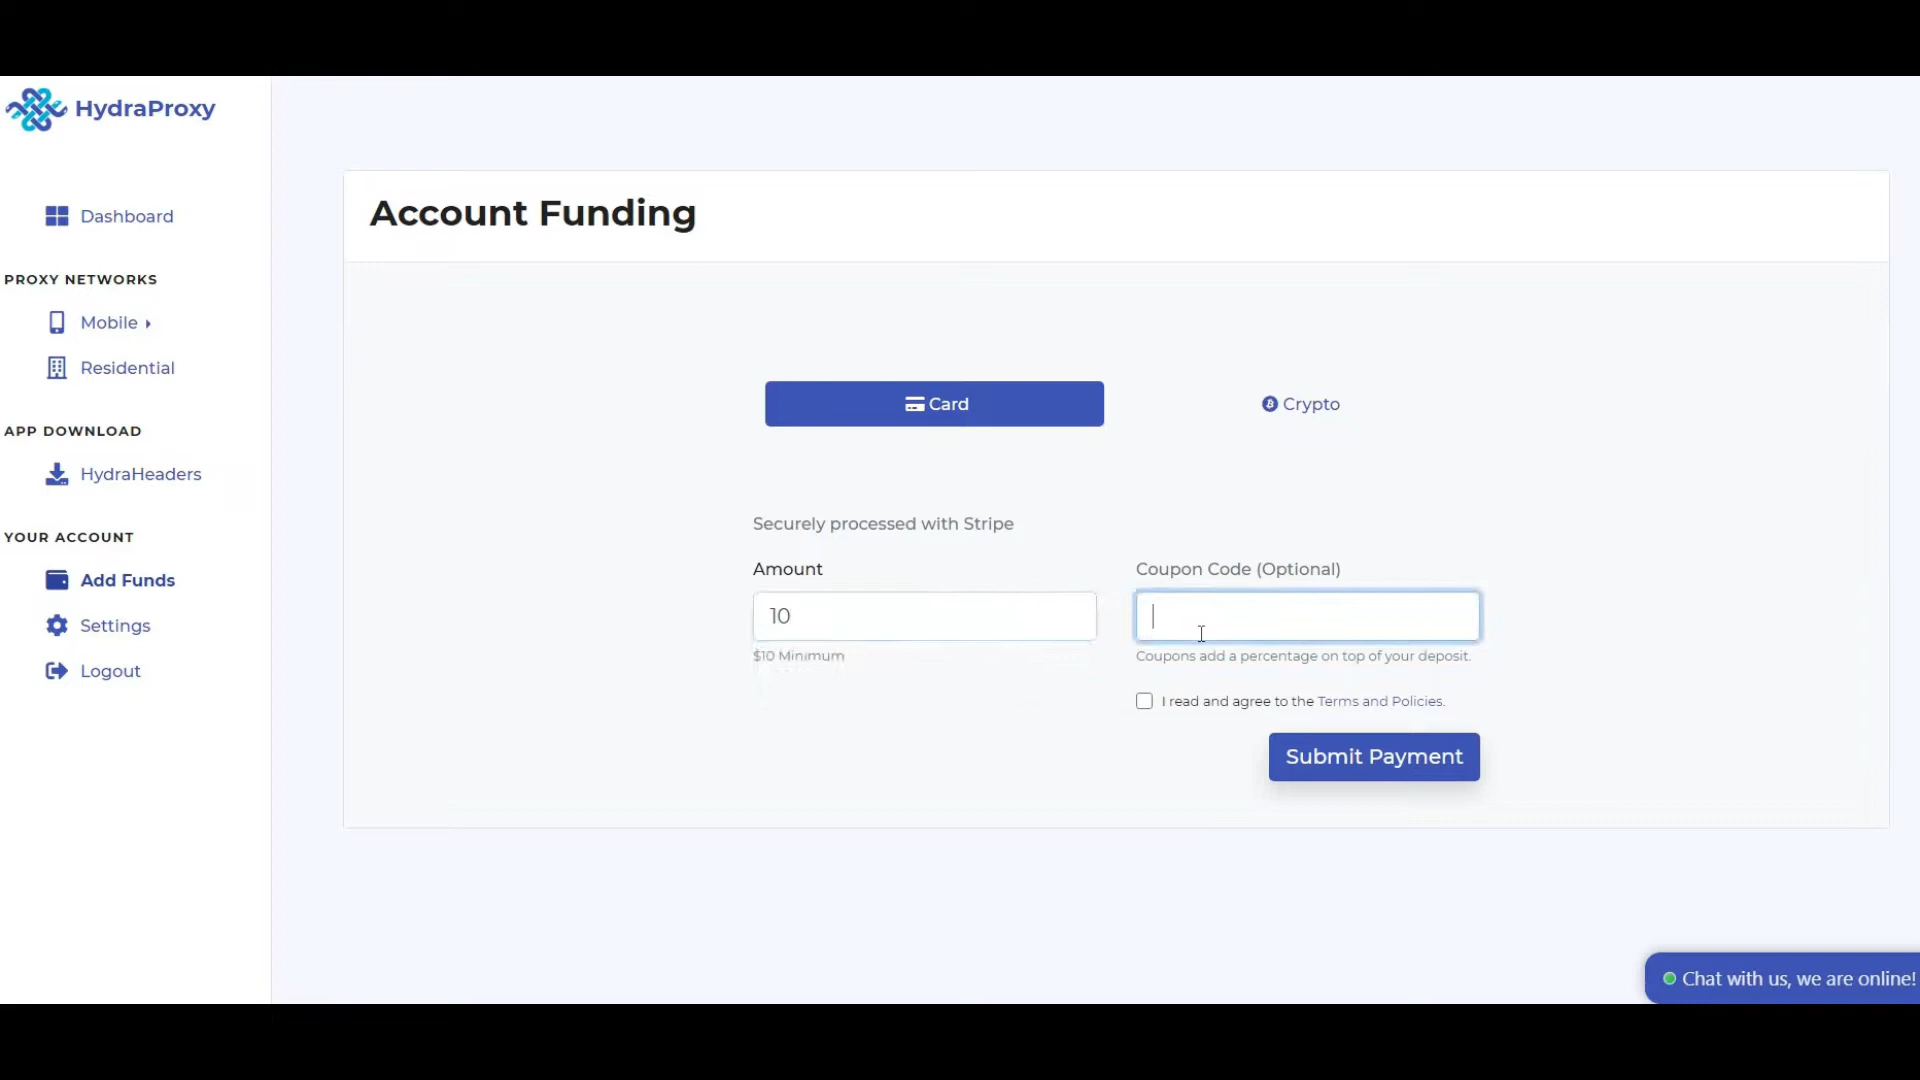 HydraProxy
Dashboard
PROXY NETWORKS
Mobile
Residential
APP DOWNLOAD
HydraHeaders
YOUR ACCOUNT
Add Funds
Settings
Logout
Account Funding
Card
Crypto
Securely processed with Stripe
Amount
Coupon Code (Optional)
10
$10 Minimum
Coupons add a percentage on top of your deposit.
I read and agree to the Terms and Policies.
Submit Payment
Chat with us, we are online!